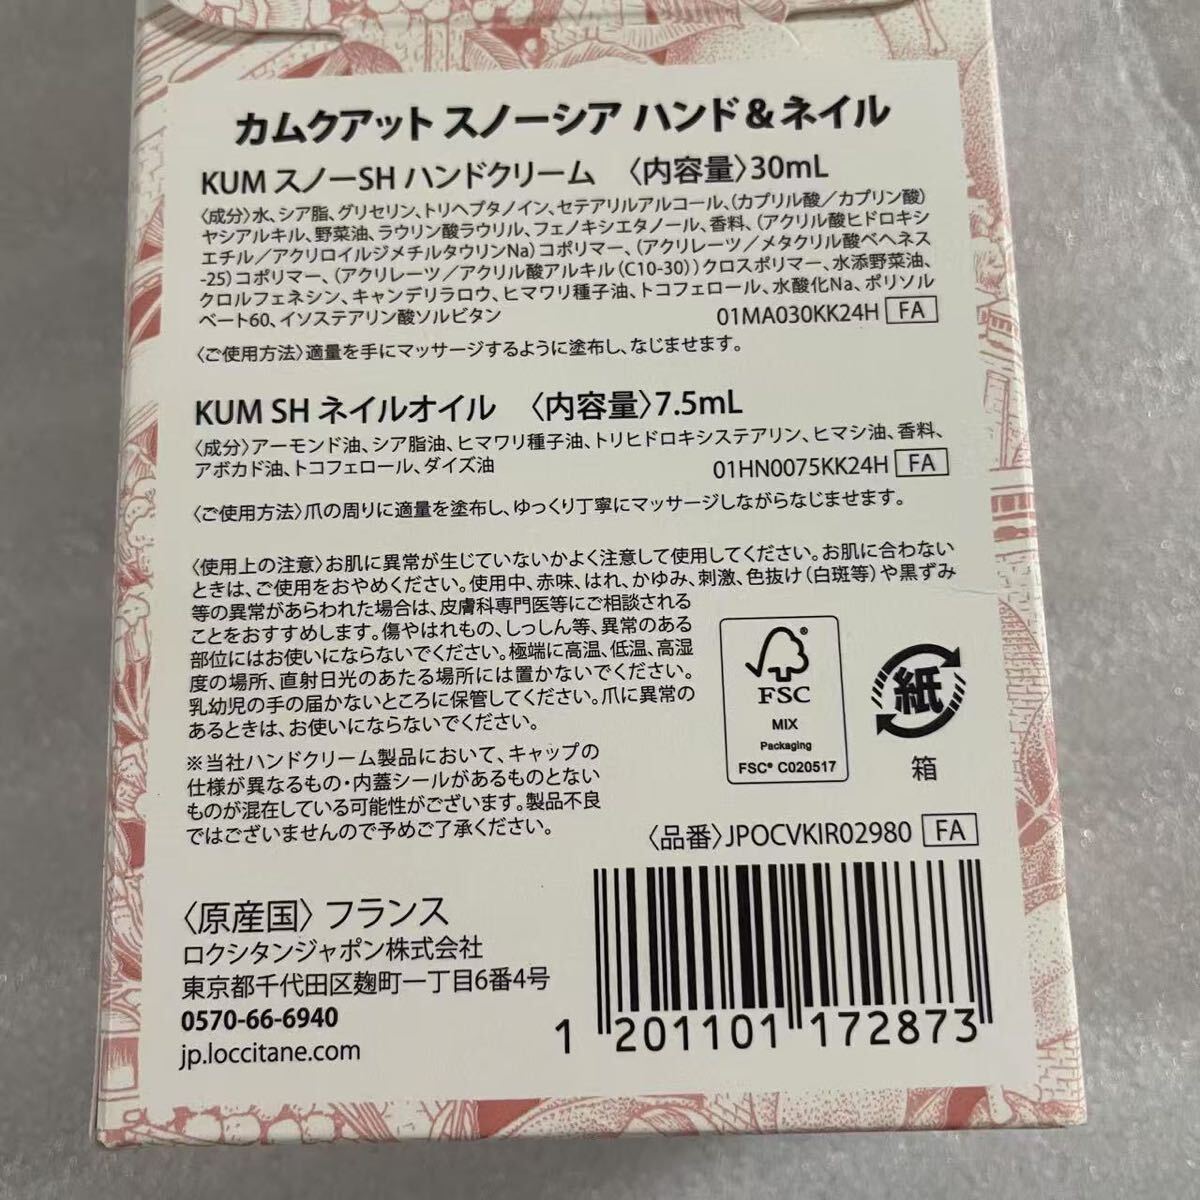 カムクアット スノーシア ハンド＆ネイル
KUM スノーSH ハンドクリーム 〈内容量〉30mL
〈成分〉水、シア脂、グリセリン、トリヘプタノイン、セテアリルアルコール、(カプリル酸／カプリン酸)
ヤシアルキル、野菜油、ラウリン酸ラウリル、フェノキシエタノール、香料、(アクリル酸ヒドロキシ
エチル／アクリロイルジメチルタウリンNa)コポリマー、(アクリレーツ／メタクリル酸ベヘネス
-25)コポリマー、(アクリレーツ／アクリル酸アルキル(C10-30))クロスポリマー、水添野菜油、
クロルフェネシン、キャンデリラロウ、ヒマワリ種子油、トコフェロール、水酸化Na、ポリソル
ベート60、イソステアリン酸ソルビタン 01MA030KK24H FA
〈ご使用方法〉適量を手にマッサージするように塗布し、なじませます。
KUM SH ネイルオイル 〈内容量〉7.5mL
〈成分〉アーモンド油、シア脂油、ヒマワリ種子油、トリヒドロキシステアリン、ヒマシ油、香料、
アボカド油、トコフェロール、ダイズ油 01HN0075KK24H FA
〈ご使用方法〉爪の周りに適量を塗布し、ゆっくり丁寧にマッサージしながらなじませます。
〈使用上の注意〉お肌に異常が生じていないかよく注意して使用してください。お肌に合わない
ときは、ご使用をおやめください。使用中、赤味、はれ、かゆみ、刺激、色抜け(白斑等)や黒ずみ
等の異常があらわれた場合は、皮膚科専門医等にご相談される
ことをおすすめします。傷やはれもの、しっしん等、異常のある
部位にはお使いにならないでください。極端に高温、低温、高湿
度の場所、直射日光のあたる場所には置かないでください。
乳幼児の手の届かないところに保管してください。爪に異常の
あるときは、お使いにならないでください。
※当社ハンドクリーム製品において、キャップの
仕様が異なるもの・内蓋シールがあるものとない
ものが混在している可能性がございます。製品不良
ではございませんので予めご了承ください。
FSC
MIX
Packaging
FSC® C020517
紙
箱
〈品番〉JPOCVKIR02980 FA
〈原産国〉フランス
ロクシタンジャポン株式会社
東京都千代田区麹町一丁目6番4号
0570-66-6940
jp.loccitane.com
1 201101 172873